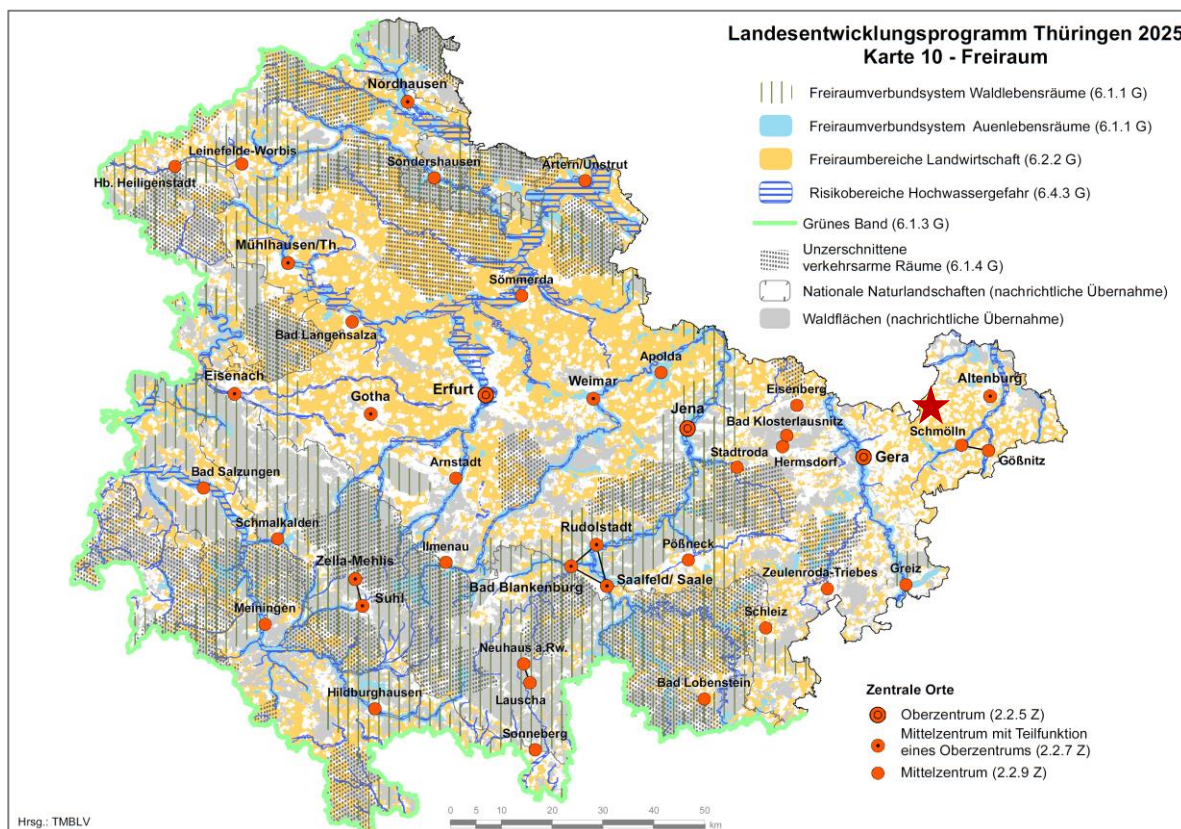 Landesentwicklungsprogramm Thüringen 2025
Karte 10 - Freiraum
Freiraumverbundsystem Waldlebensräume (6.1.1 G)
Freiraumverbundsystem Auenlebensräume (6.1.1 G)
Freiraumbereiche Landwirtschaft (6.2.2 G)
Risikobereiche Hochwassergefahr (6.4.3 G)
Grünes Band (6.1.3 G)
Unzerschnittene
verkehrsarme Räume (6.1.4 G)
Nationale Naturlandschaften (nachrichtliche Übernahme)
Waldflächen (nachrichtliche Übernahme)
Nordhausen
Leinefelde-Worbis
Sondershausen
Artern/Unstrut
Hb. Heiligenstadt
Mühlhausen/Th.
Sömmerda
Bad Langensalza
Apolda
Eisenach
Erfurt
Weimar
Eisenberg
Altenburg
Gotha
Jena
Bad Klosterlausnitz
Schmölln
Stadtroda
Hermsdorf
Gera
Gößnitz
Arnstadt
Bad Salzungen
Schmalkalden
Rudolstadt
Ilmenau
Pößneck
Zella-Mehlis
Bad Blankenburg
Saalfeld/ Saale
Zeulenroda-Triebes
Greiz
Suhl
Meiningen
Schleiz
Neuhaus a.Rw.
Bad Lobenstein
Hildburghausen
Lauscha
Sonneberg
Zentrale Orte
Oberzentrum (2.2.5 Z)
Mittelzentrum mit Teilfunktion
eines Oberzentrums (2.2.7 Z)
Mittelzentrum (2.2.9 Z)
Hrsg.: TMBLV
0 5 10 20 30 40 50
km